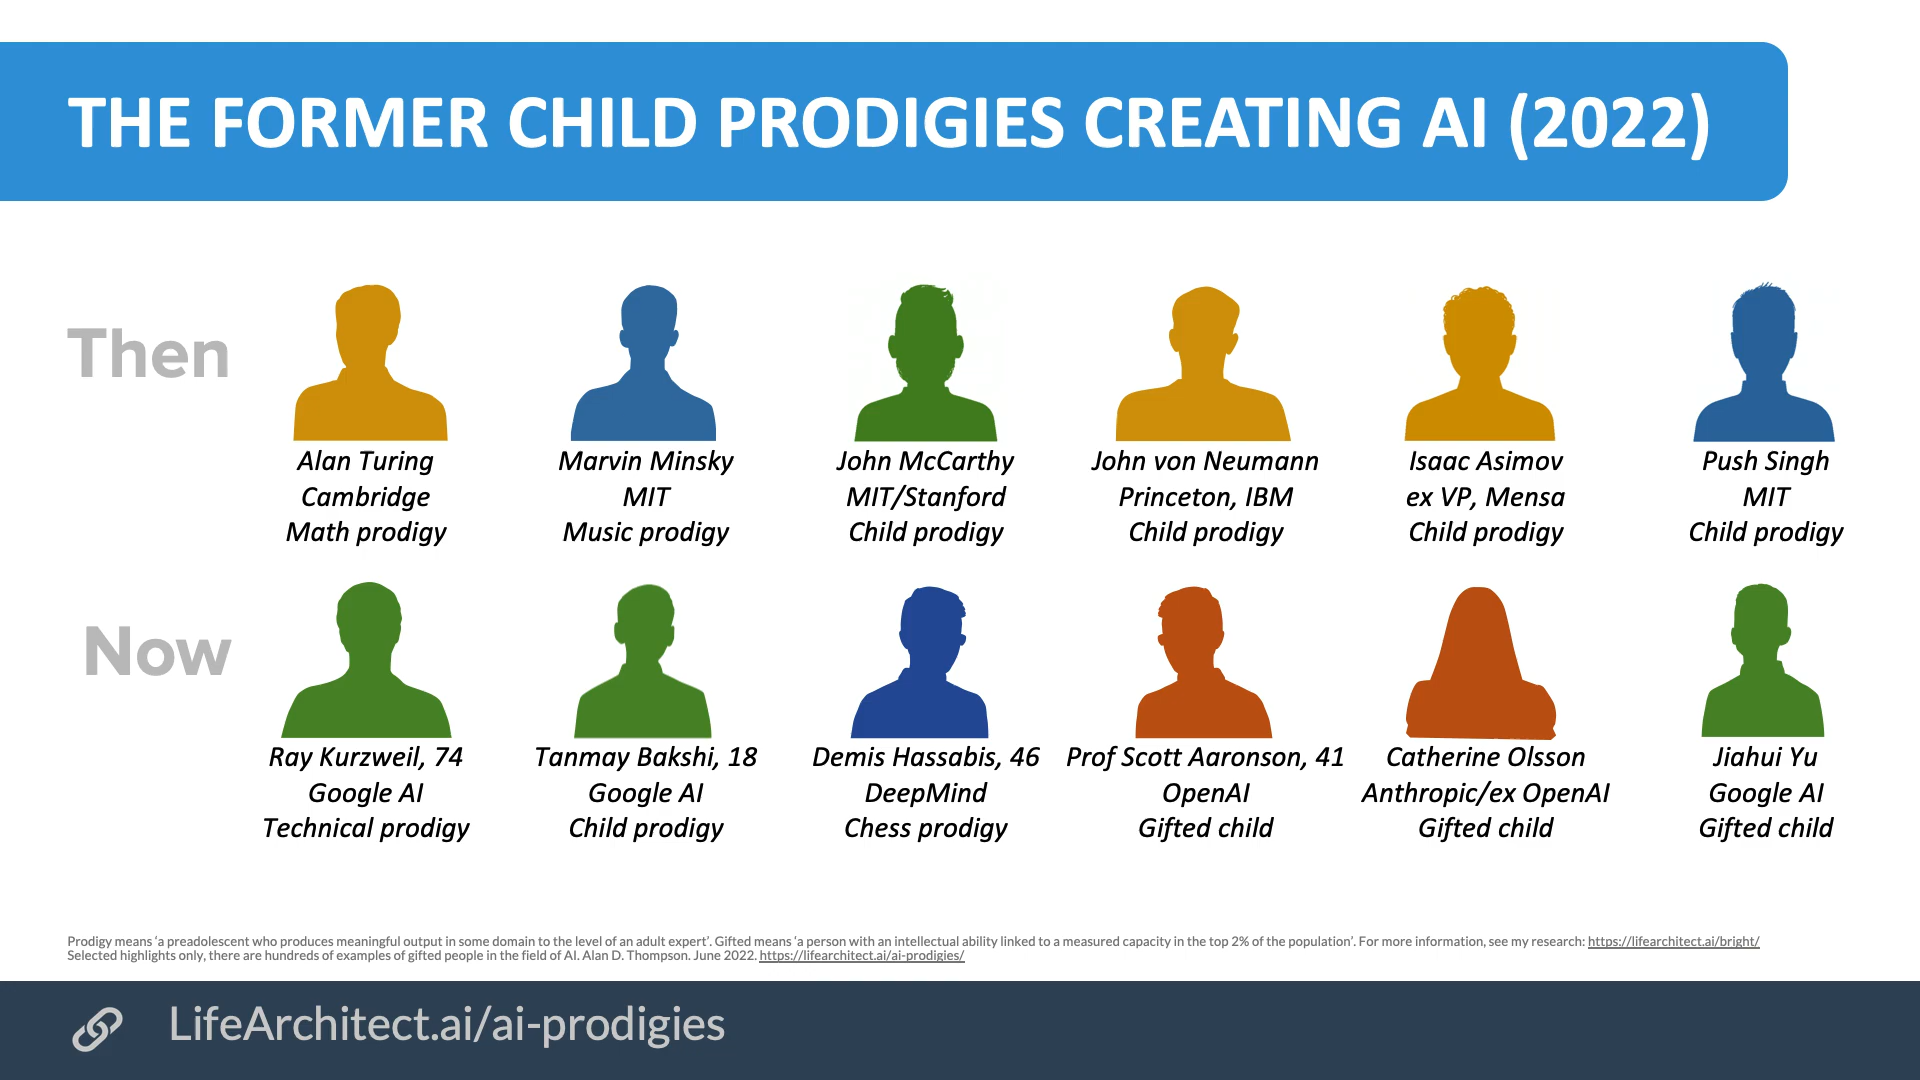 THE FORMER CHILD PRODIGIES CREATING AI (2022)
Then
Alan Turing
Cambridge
Math prodigy
Marvin Minsky
MIT
Music prodigy
John McCarthy
MIT/Stanford
Child prodigy
John von Neumann
Princeton, IBM
Child prodigy
Isaac Asimov
ex VP, Mensa
Child prodigy
Push Singh
MIT
Child prodigy
Now
Ray Kurzweil, 74
Google AI
Technical prodigy
Tanmay Bakshi, 18
Google AI
Child prodigy
Demis Hassabis, 46
DeepMind
Chess prodigy
Prof Scott Aaronson, 41
OpenAI
Gifted child
Catherine Olsson
Anthropic/ex OpenAI
Gifted child
Jiahui Yu
Google AI
Gifted child
Prodigy means ‘a preadolescent who produces meaningful output in some domain to the level of an adult expert’. Gifted means ‘a person with an intellectual ability linked to a measured capacity in the top 2% of the population’. For more information, see my research: https://lifearchitect.ai/bright/
Selected highlights only, there are hundreds of examples of gifted people in the field of AI. Alan D. Thompson. June 2022. https://lifearchitect.ai/ai-prodigies/
LifeArchitect.ai/ai-prodigies